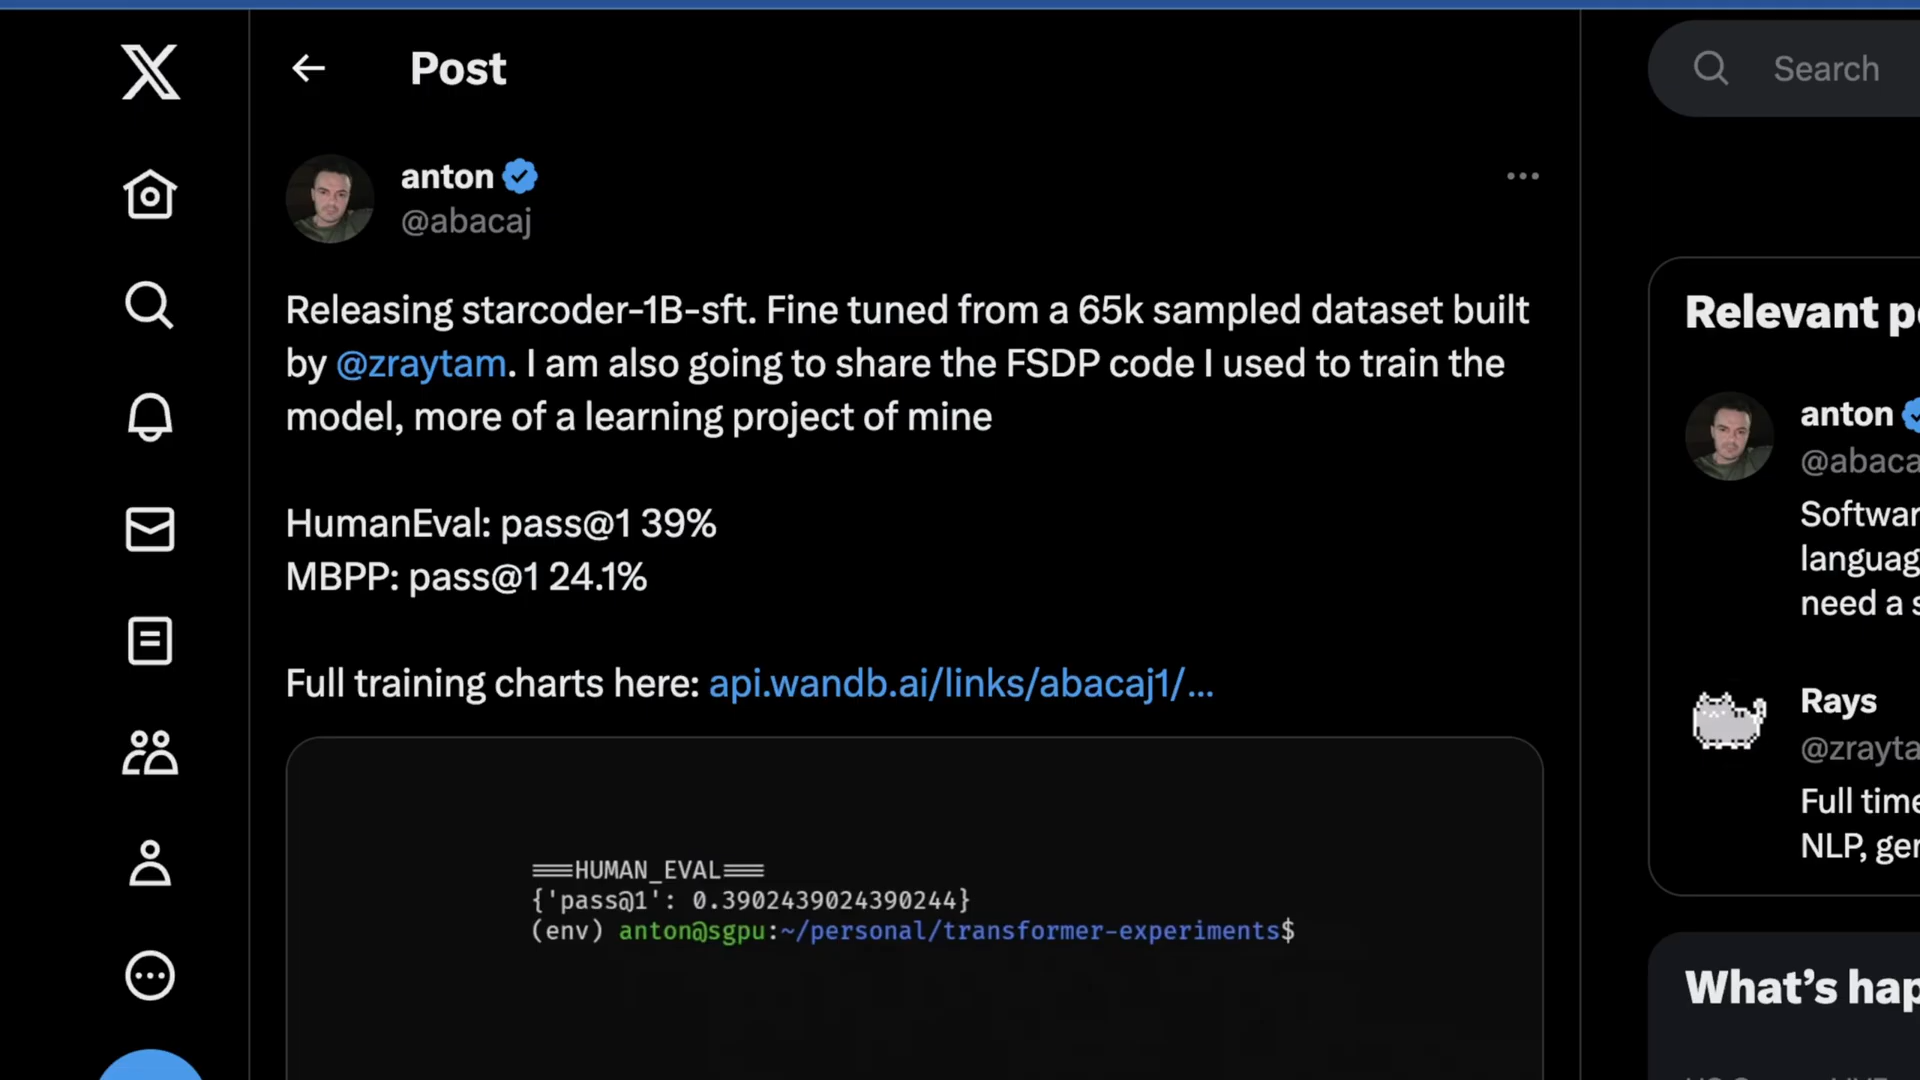 Post
Search
anton
@abacaj
Releasing starcoder-1B-sft. Fine tuned from a 65k sampled dataset built
by @zraytam. I am also going to share the FSDP code I used to train the
model, more of a learning project of mine
HumanEval: pass@1 39%
MBPP: pass@1 24.1%
Full training charts here: api.wandb.ai/links/abacaj1/…
===HUMAN_EVAL===
{'pass@1': 0.3902439024390244}
(env) anton@sgpu:~/personal/transformer-experiments$
Relevant pe
anton
@abaca
Softwar
languag
need a s
Rays
@zrayta
Full time
NLP, ger
What's hap